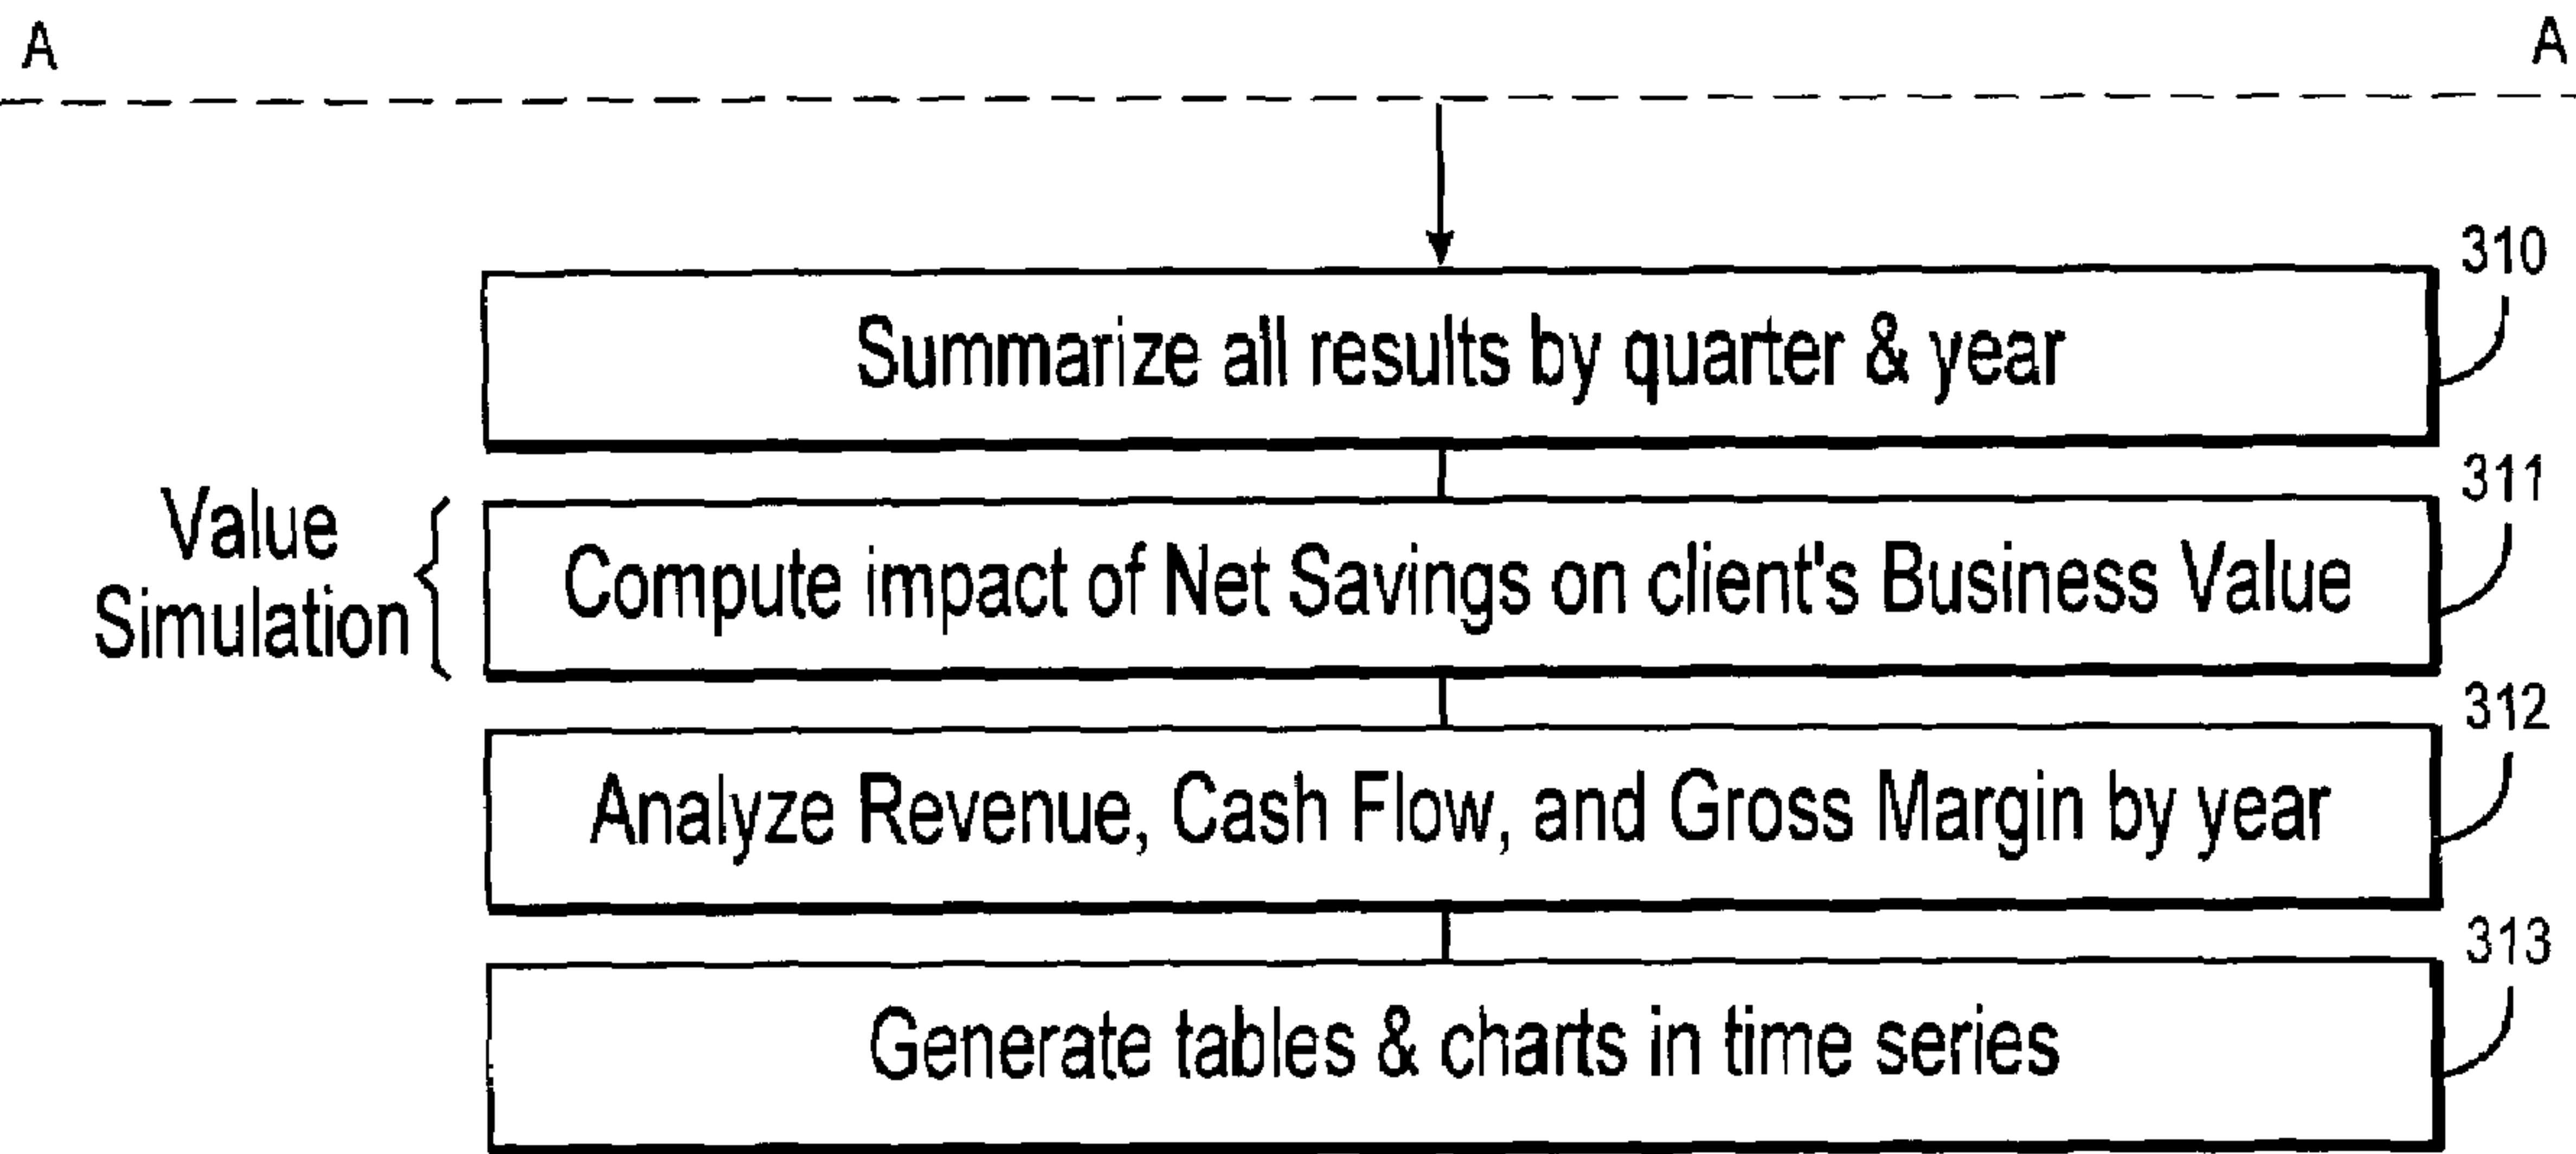 A A
310
Summarize all results by quarter & year
311
Value
Simulation
Compute impact of Net Savings on client's Business Value
312
Analyze Revenue, Cash Flow, and Gross Margin by year
313
Generate tables & charts in time series